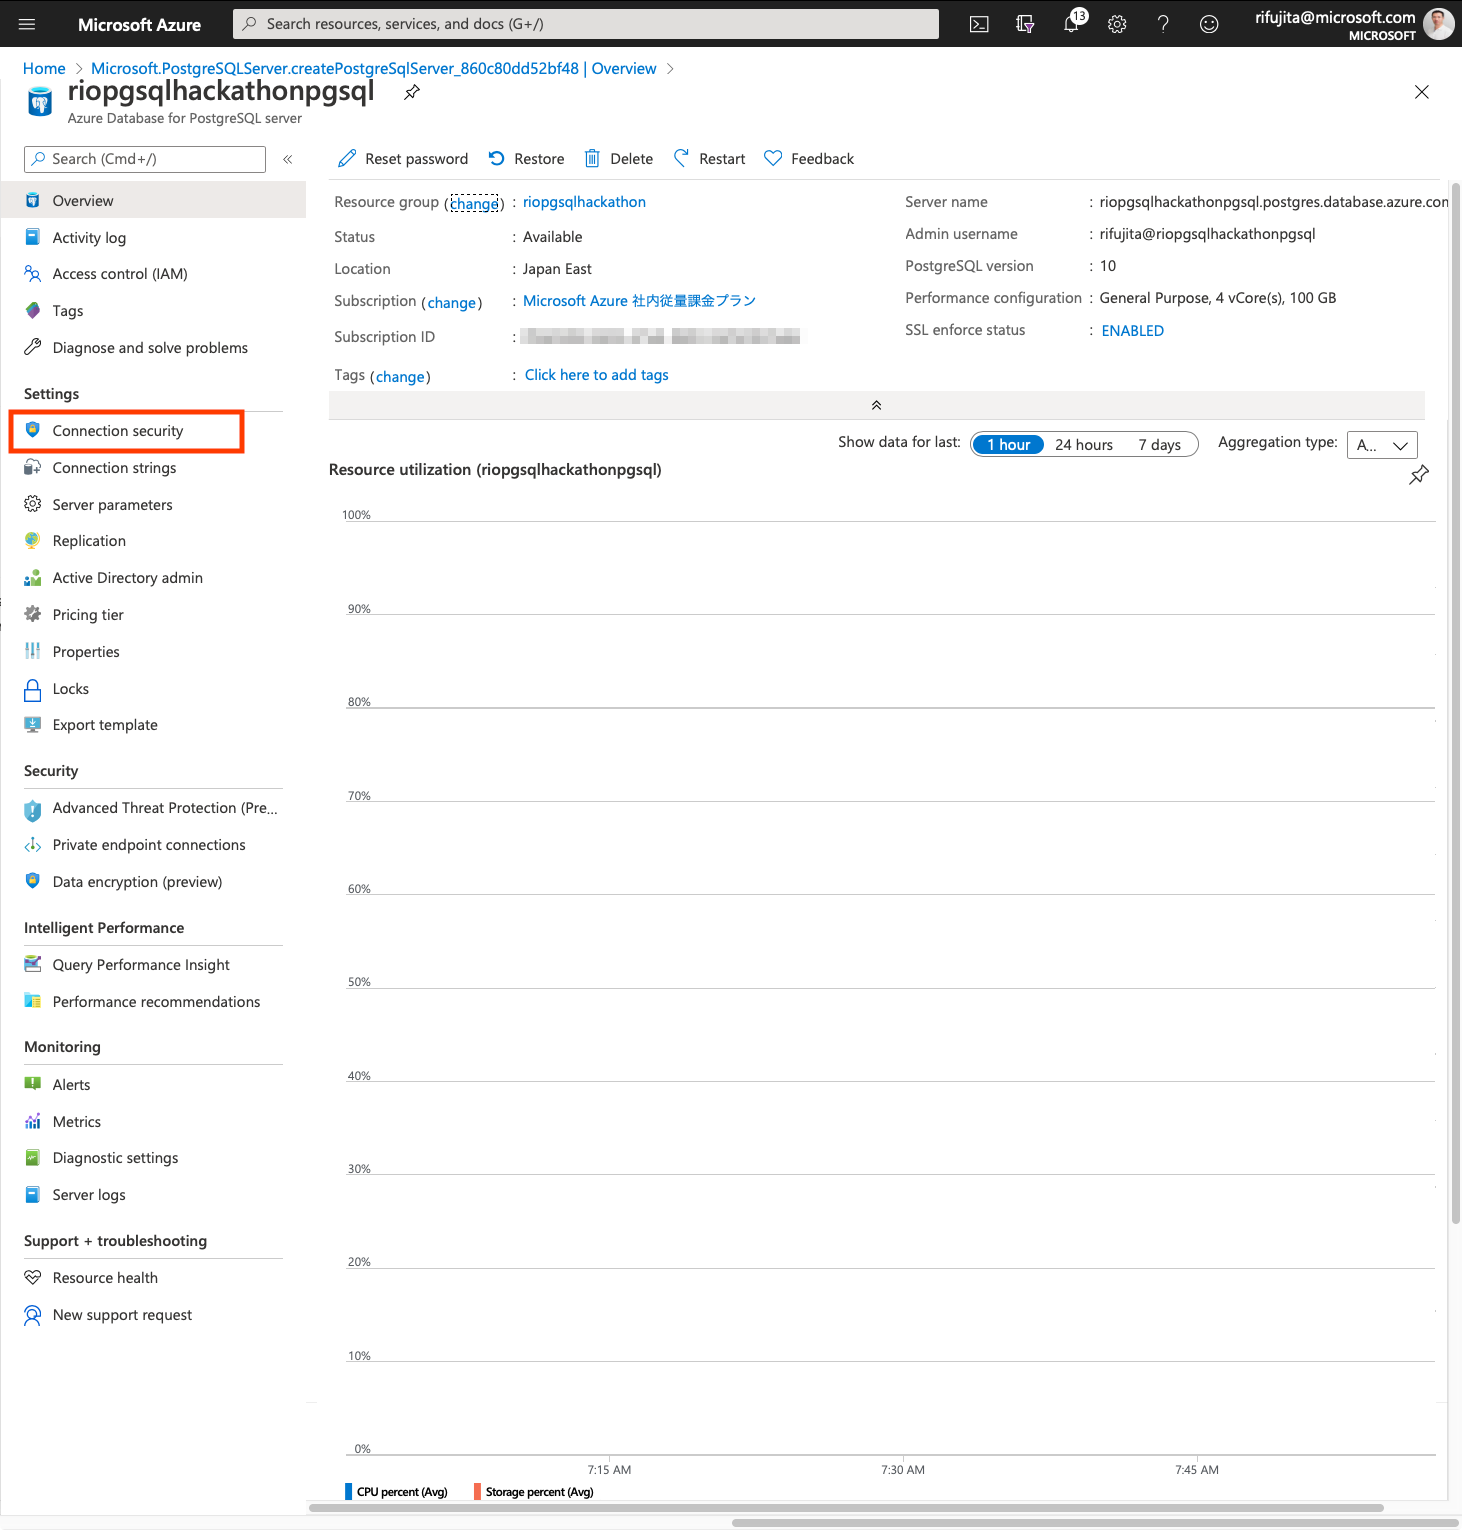 Microsoft Azure
Search resources, services, and docs (G+/)
13
rifujita@microsoft.com
MICROSOFT
Home > Microsoft.PostgreSQLServer.createPostgreSqlServer_860c80dd52bf48 | Overview >
riopgsqlhackathonpgsql
Azure Database for PostgreSQL server
Search (Cmd+/)
«
Overview
Activity log
Access control (IAM)
Tags
Diagnose and solve problems
Settings
Connection security
Connection strings
Server parameters
Replication
Active Directory admin
Pricing tier
Properties
Locks
Export template
Security
Advanced Threat Protection (Pre...
Private endpoint connections
Data encryption (preview)
Intelligent Performance
Query Performance Insight
Performance recommendations
Monitoring
Alerts
Metrics
Diagnostic settings
Server logs
Support + troubleshooting
Resource health
New support request
Reset password
Restore
Delete
Restart
Feedback
Resource group (change) : riopgsqlhackathon
Status : Available
Location : Japan East
Subscription (change) : Microsoft Azure 社内従量課金プラン
Subscription ID :
Tags (change) : Click here to add tags
Server name : riopgsqlhackathonpgsql.postgres.database.azure.com
Admin username : rifujita@riopgsqlhackathonpgsql
PostgreSQL version : 10
Performance configuration : General Purpose, 4 vCore(s), 100 GB
SSL enforce status : ENABLED
Show data for last: 1 hour 24 hours 7 days Aggregation type: A...
Resource utilization (riopgsqlhackathonpgsql)
100%
90%
80%
70%
60%
50%
40%
30%
20%
10%
0%
7:15 AM 7:30 AM 7:45 AM
CPU percent (Avg) Storage percent (Avg)